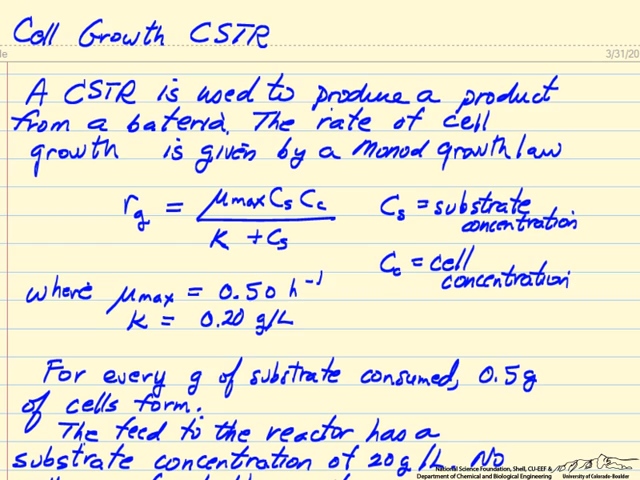 Cell Growth CSTR
le
3/31/20
A CSTR is used to produce a product
from a bateria. The rate of cell
growth is given by a Monod growth law
r_g = μmax Cs Cc / K + Cs
Cs = substrate
concentration
Cc = cell
concentration
where μmax = 0.50 h⁻¹
K = 0.20 g/L
For every g of substrate consumed, 0.5g
of cells form.
The feed to the reactor has a
substrate concentration of 20 g/L No
National Science Foundation, Shell, CU-EEF &
Department of Chemical and Biological Engineering
University of Colorado-Boulder